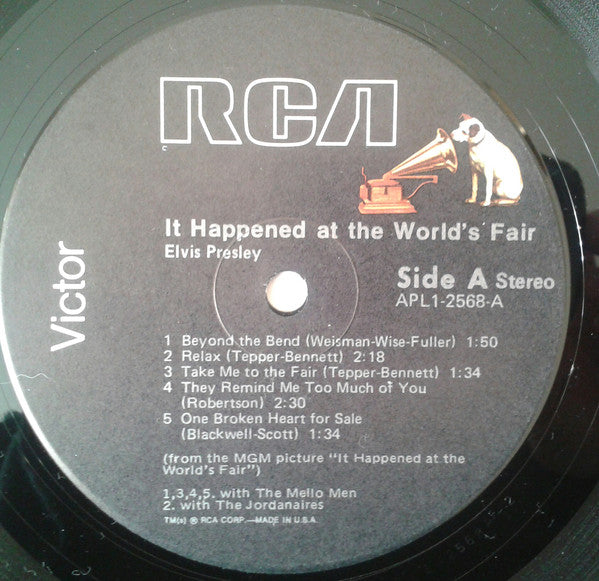 RCA
It Happened at the World's Fair
Elvis Presley
Side A Stereo
APL1-2568-A
Victor
1 Beyond the Bend (Weisman-Wise-Fuller) 1:50
2 Relax (Tepper-Bennett) 2:18
3 Take Me to the Fair (Tepper-Bennett) 1:34
4 They Remind Me Too Much of You
(Robertson) 2:30
5 One Broken Heart for Sale
(Blackwell-Scott) 1:34
(from the MGM picture "It Happened at the
World's Fair")
1,3,4,5. with The Mello Men
2. with The Jordanaires
TM(s) ® RCA CORP.—MADE IN U.S.A.